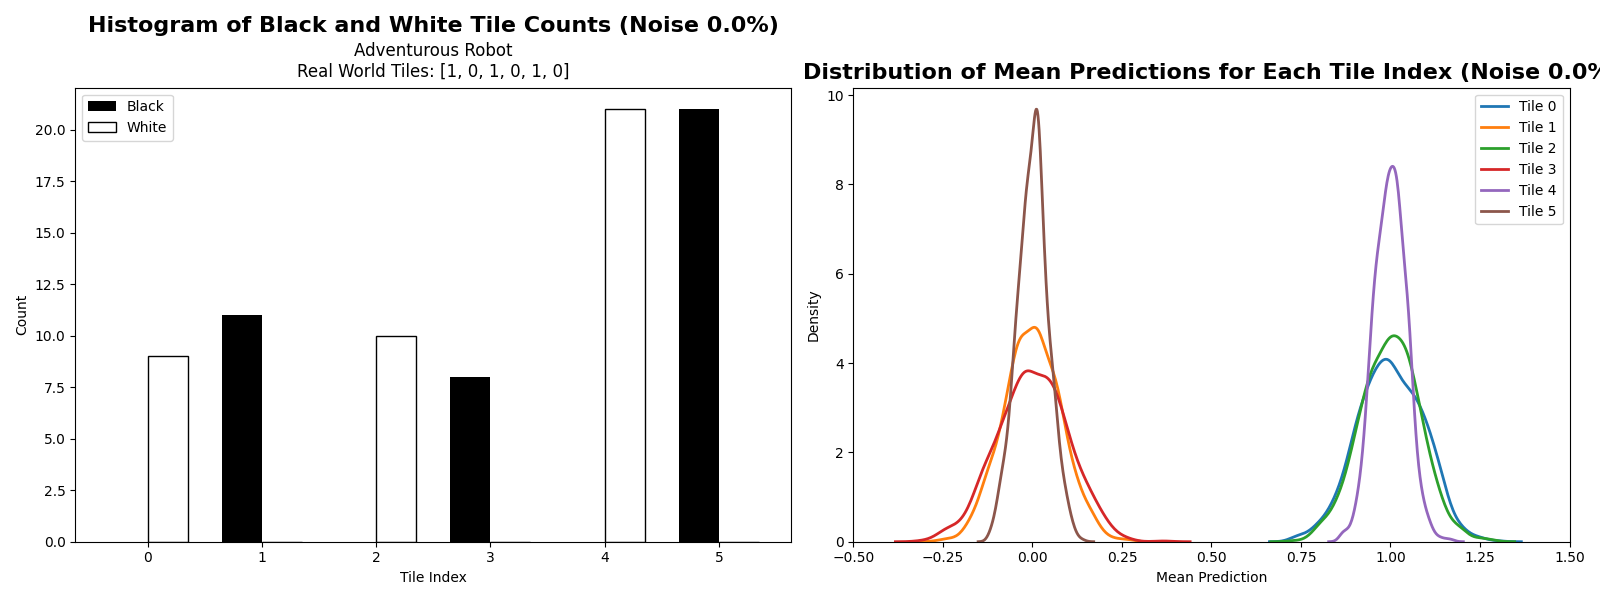 Histogram of Black and White Tile Counts (Noise 0.0%)
Adventurous Robot
Real World Tiles: [1, 0, 1, 0, 1, 0]
Black
White
20.0
17.5
15.0
12.5
10.0
7.5
5.0
2.5
0.0
Count
0 1 2 3 4 5
Tile Index
Distribution of Mean Predictions for Each Tile Index (Noise 0.0%
Tile 0
Tile 1
Tile 2
Tile 3
Tile 4
Tile 5
10
8
6
4
2
0
Density
−0.50 −0.25 0.00 0.25 0.50 0.75 1.00 1.25 1.50
Mean Prediction